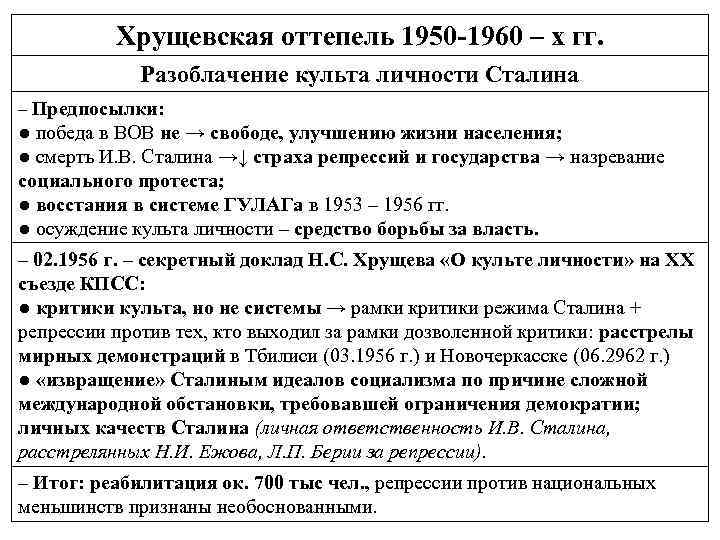 Хрущевская оттепель 1950-1960 – х гг.
Разоблачение культа личности Сталина
– Предпосылки:
● победа в ВОВ не → свободе, улучшению жизни населения;
● смерть И.В. Сталина →↓ страха репрессий и государства → назревание
социального протеста;
● восстания в системе ГУЛАГа в 1953 – 1956 гг.
● осуждение культа личности – средство борьбы за власть.
– 02.1956 г. – секретный доклад Н.С. Хрущева «О культе личности» на XX
съезде КПСС:
● критики культа, но не системы → рамки критики режима Сталина +
репрессии против тех, кто выходил за рамки дозволенной критики: расстрелы
мирных демонстраций в Тбилиси (03.1956 г. ) и Новочеркасске (06.2962 г. )
● «извращение» Сталиным идеалов социализма по причине сложной
международной обстановки, требовавшей ограничения демократии;
личных качеств Сталина (личная ответственность И.В. Сталина,
расстрелянных Н.И. Ежова, Л.П. Берии за репрессии).
– Итог: реабилитация ок. 700 тыс чел. , репрессии против национальных
меньшинств признаны необоснованными.